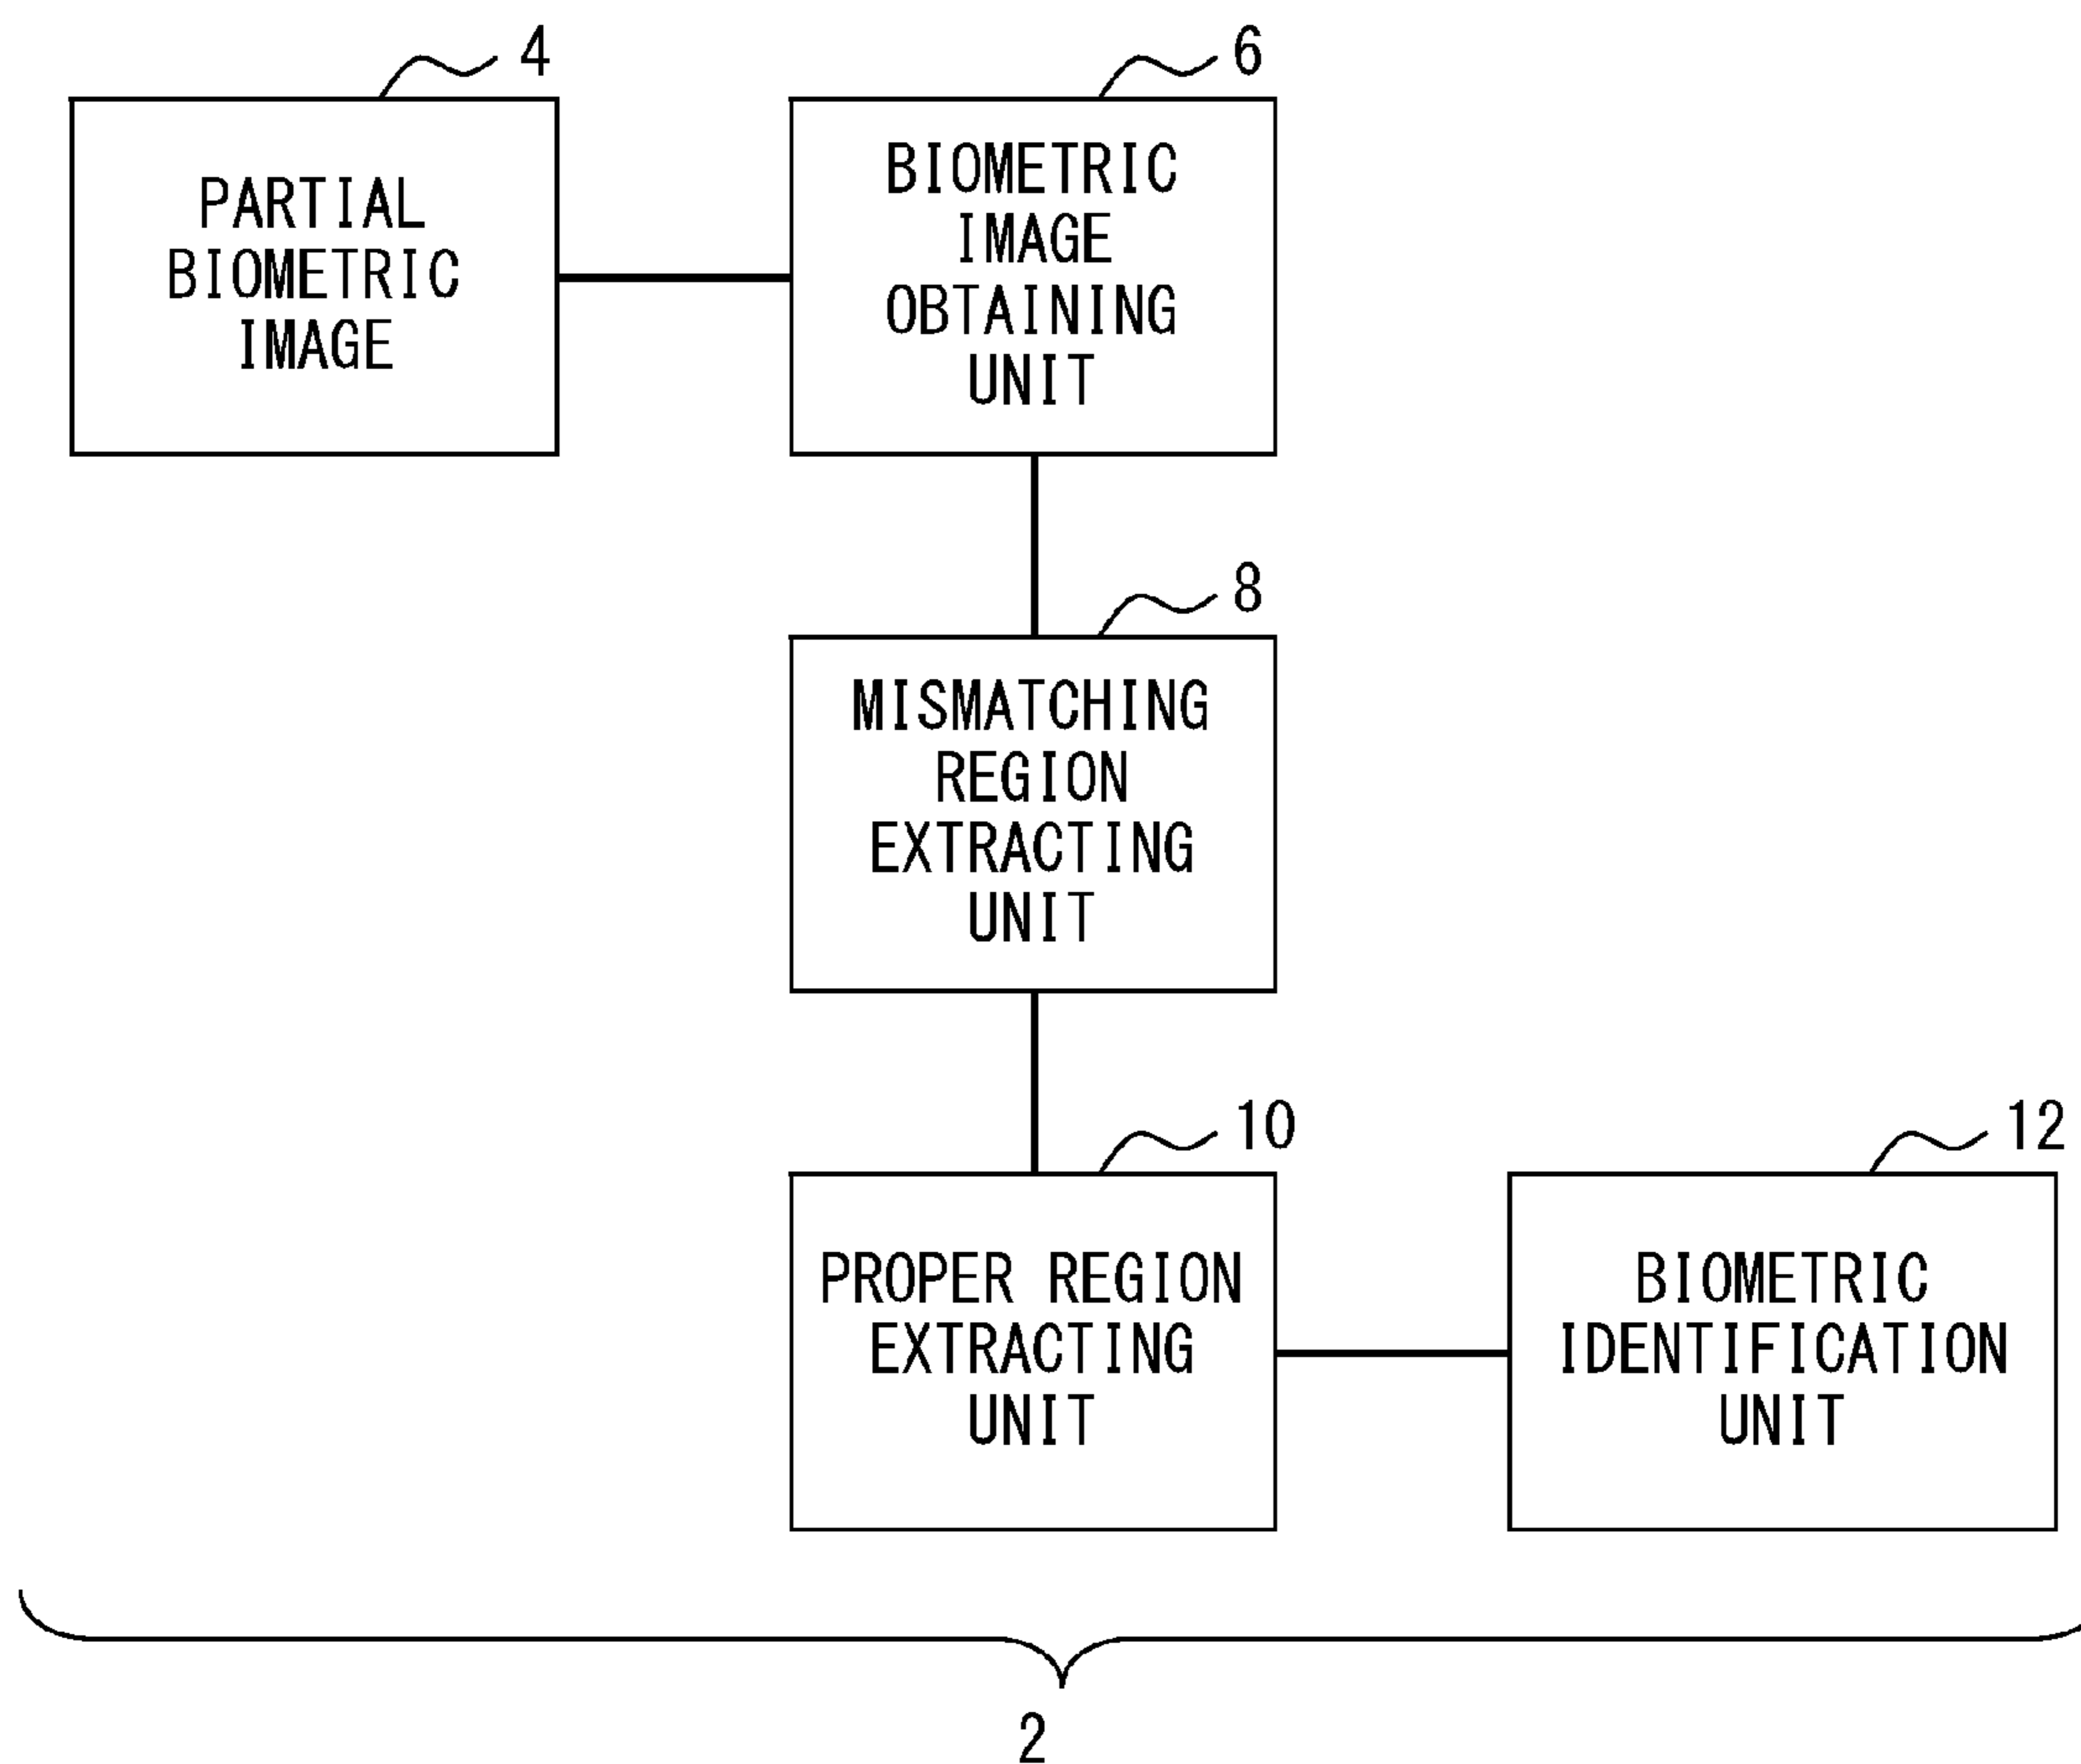 4
PARTIAL
BIOMETRIC
IMAGE
6
BIOMETRIC
IMAGE
OBTAINING
UNIT
8
MISMATCHING
REGION
EXTRACTING
UNIT
10
PROPER REGION
EXTRACTING
UNIT
12
BIOMETRIC
IDENTIFICATION
UNIT
2